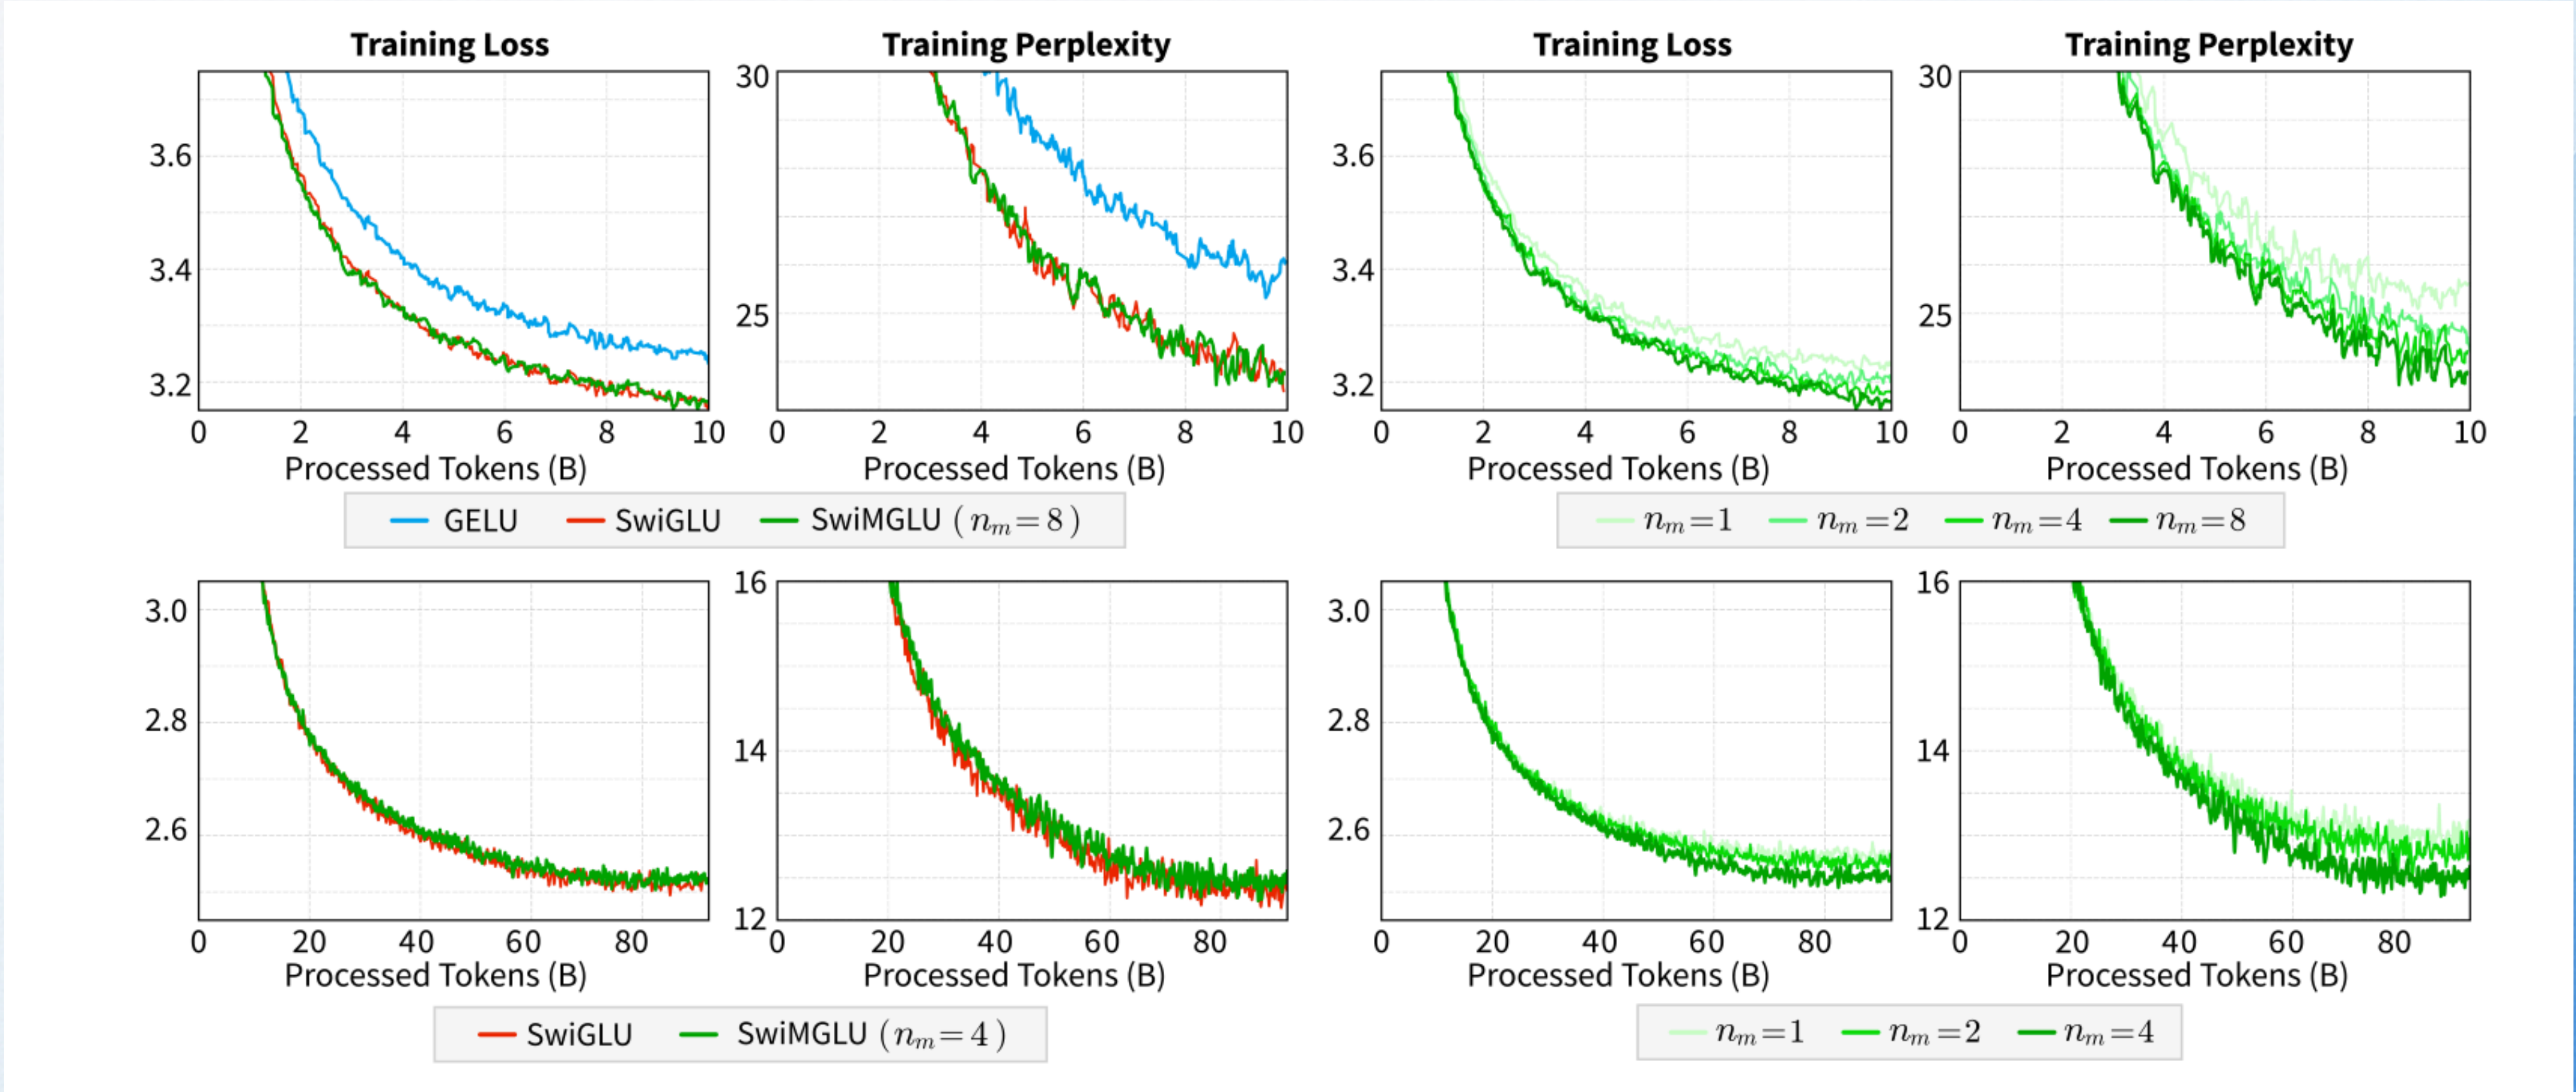 Training Loss
3.6
3.4
3.2
0 2 4 6 8 10
Processed Tokens (B)
Training Perplexity
30
25
0 2 4 6 8 10
Processed Tokens (B)
GELU SwiGLU SwiMGLU (n_m=8)
Training Loss
3.6
3.4
3.2
0 2 4 6 8 10
Processed Tokens (B)
Training Perplexity
30
25
0 2 4 6 8 10
Processed Tokens (B)
n_m=1 n_m=2 n_m=4 n_m=8
3.0
2.8
2.6
0 20 40 60 80
Processed Tokens (B)
16
14
12
0 20 40 60 80
Processed Tokens (B)
SwiGLU SwiMGLU (n_m=4)
3.0
2.8
2.6
0 20 40 60 80
Processed Tokens (B)
16
14
12
0 20 40 60 80
Processed Tokens (B)
n_m=1 n_m=2 n_m=4